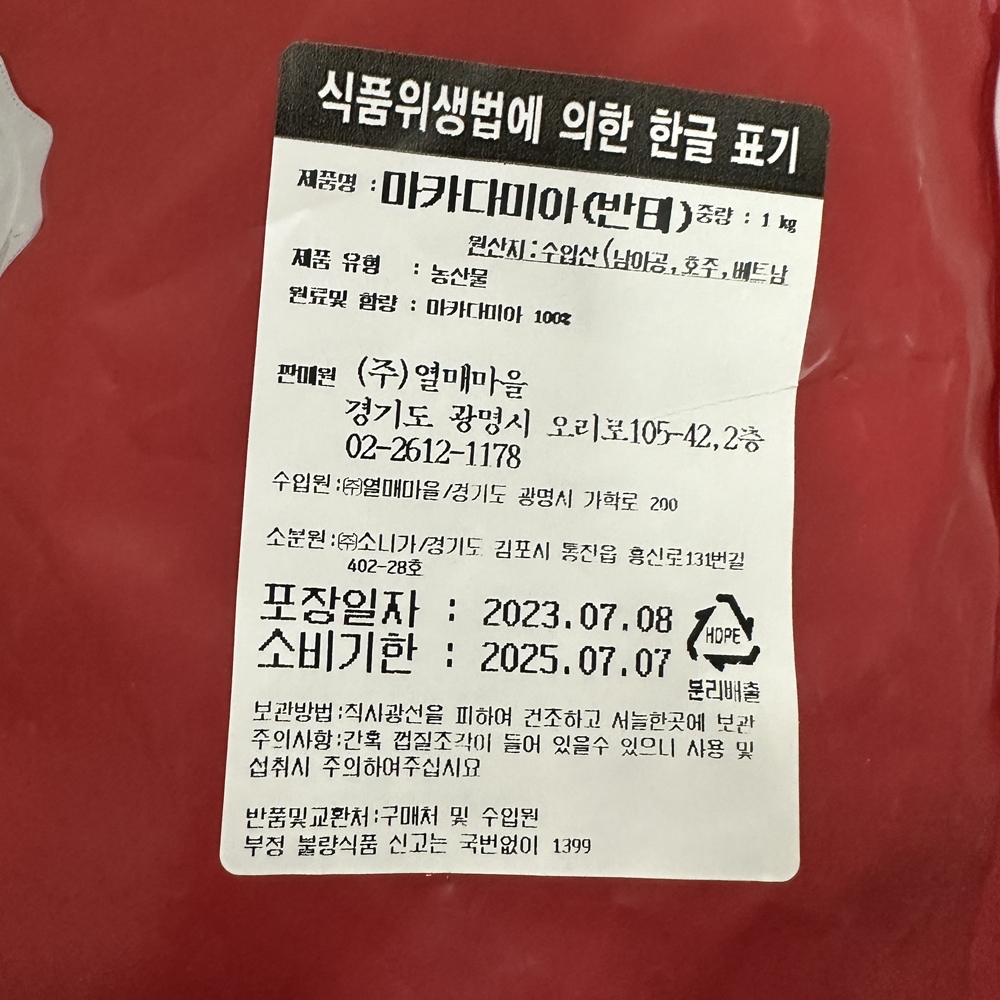 식품위생법에 의한 한글 표기
제품명 : 마카다미아(반태) 중량 : 1 kg
원산지 : 수입산(남아공, 호주, 베트남
제품 유형 : 농산물
원료및 함량 : 마카다미아 100%
판매원 (주)열매마을
경기도 광명시 오리로105-42,2층
02-2612-1178
수입원:㈜열매마을/경기도 광명시 가학로 200
소분원:㈜소니가/경기도 김포시 통진읍 흥신로131번길
402-28호
포장일자 : 2023.07.08
소비기한 : 2025.07.07
HDPE
분리배출
보관방법:직사광선을 피하여 건조하고 서늘한곳에 보관
주의사항:간혹 껍질조각이 들어 있을수 있으니 사용 및
섭취시 주의하여주십시요
반품및교환처:구매처 및 수입원
부정 불량식품 신고는 국번없이 1399